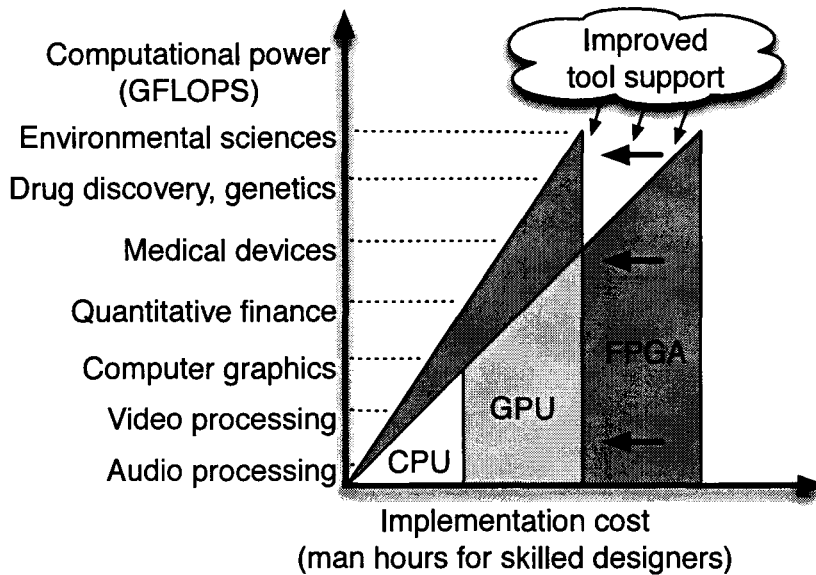 Computational power
(GFLOPS)
Improved
tool support
Environmental sciences
Drug discovery, genetics
Medical devices
Quantitative finance
Computer graphics
Video processing
Audio processing
CPU
GPU
FPGA
Implementation cost
(man hours for skilled designers)